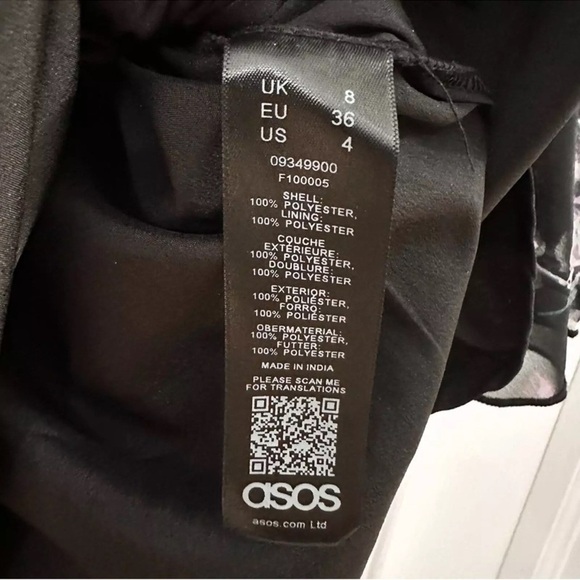 UK 8
EU 36
US 4
09349900
F100005
SHELL:
100% POLYESTER,
LINING:
100% POLYESTER,
COUCHE
EXTÉRIEURE:
100% POLYESTER,
DOUBLURE:
100% POLYESTER,
EXTERIOR:
100% POLIÉSTER,
FORRO:
100% POLIÉSTER
OBERMATERIAL:
100% POLYESTER,
FUTTER:
100% POLYESTER
MADE IN INDIA
PLEASE SCAN ME
FOR TRANSLATIONS
asos
asos.com Ltd